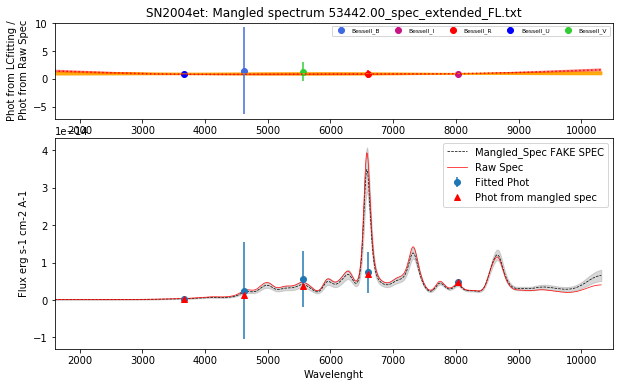 SN2004et: Mangled spectrum 53442.00_spec_extended_FL.txt
Phot from LCfitting /
Phot from Raw Spec
10
5
0
−5
Bessell_B
Bessell_I
Bessell_R
Bessell_U
Bessell_V
2000 3000 4000 5000 6000 7000 8000 9000 10000
1e−14
Flux erg s-1 cm-2 A-1
4
3
2
1
0
−1
Mangled_Spec FAKE SPEC
Raw Spec
Fitted Phot
Phot from mangled spec
2000 3000 4000 5000 6000 7000 8000 9000 10000
Wavelenght